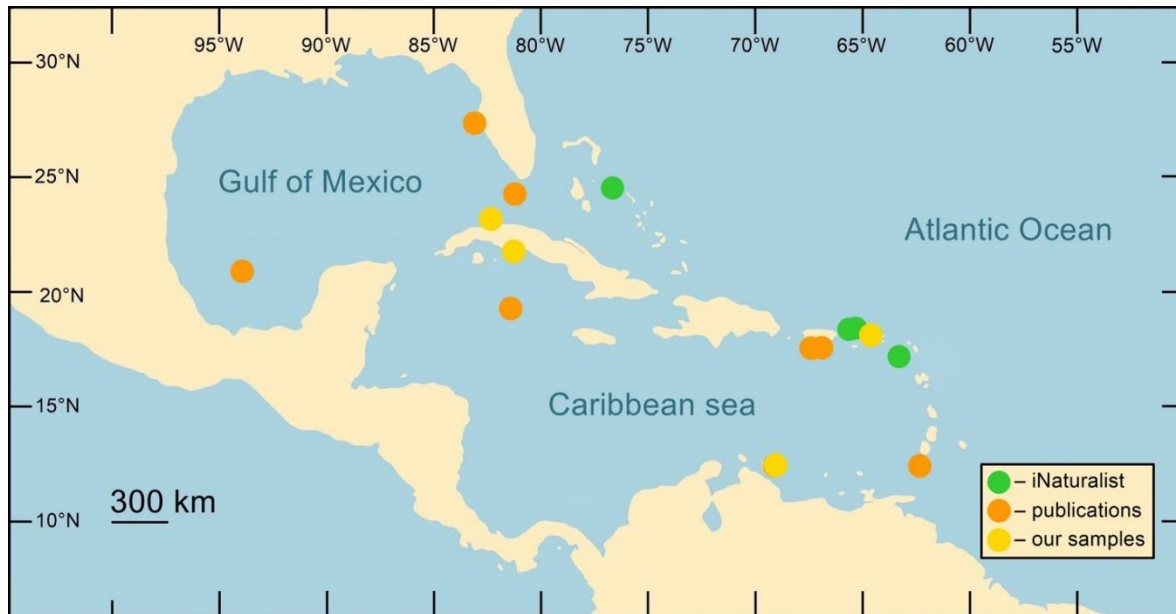 95°W 90°W 85°W 80°W 75°W 70°W 65°W 60°W 55°W
30°N
25°N
Gulf of Mexico
Atlantic Ocean
20°N
15°N
Caribbean sea
300 km
10°N
– iNaturalist
– publications
– our samples